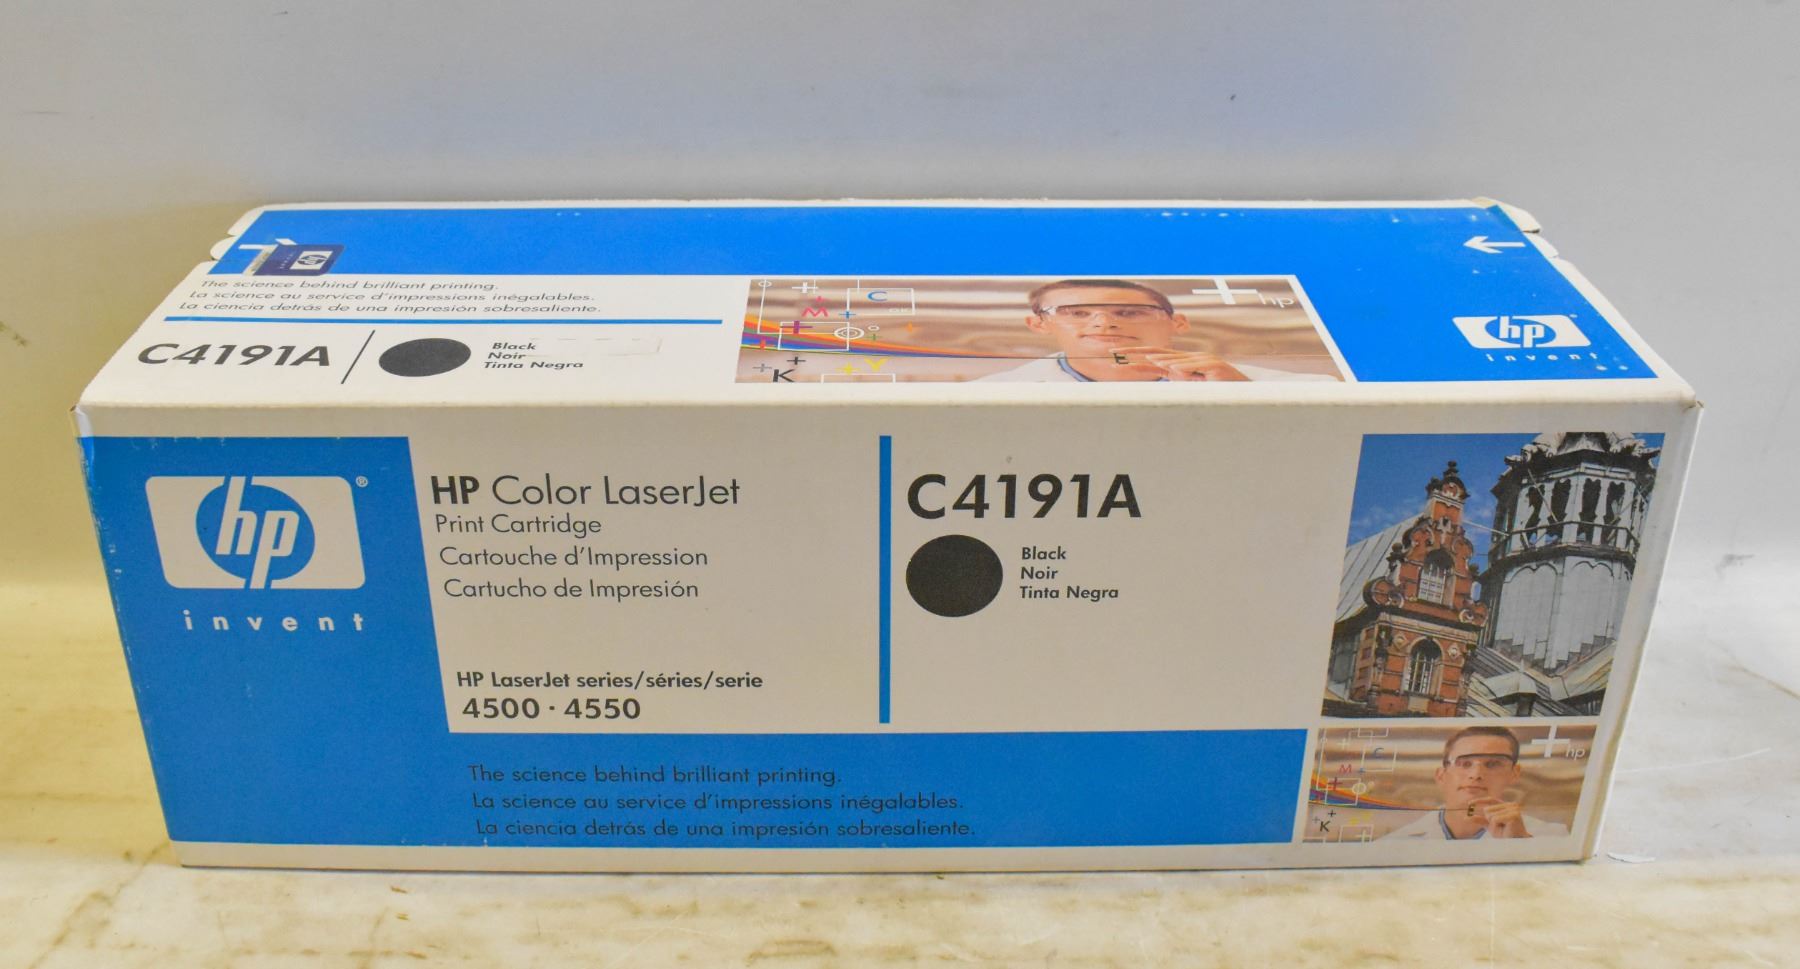 The science behind brilliant printing.
La science au service d'impressions inégalables.
La ciencia detrás de una impresión sobresaliente.
C4191A
Black
Noir
Tinta Negra
C
M
OK
K
Y
E
hp
hp
invent
hp®
invent
HP Color LaserJet
Print Cartridge
Cartouche d'Impression
Cartucho de Impresión
HP LaserJet series/séries/serie
4500 · 4550
C4191A
Black
Noir
Tinta Negra
The science behind brilliant printing.
La science au service d'impressions inégalables.
La ciencia detrás de una impresión sobresaliente.
C
M
K
E
hp